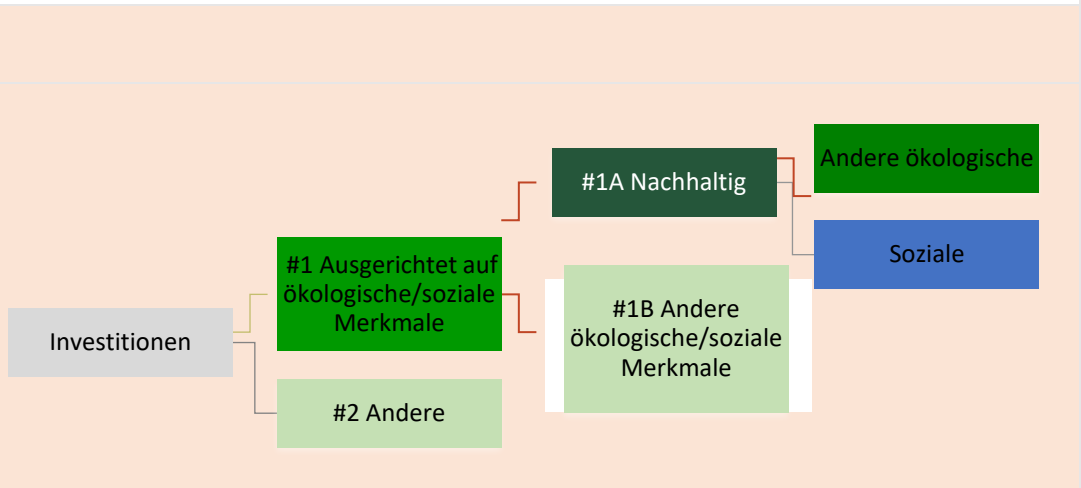 Investitionen
#1 Ausgerichtet auf
ökologische/soziale
Merkmale
#2 Andere
#1A Nachhaltig
#1B Andere
ökologische/soziale
Merkmale
Andere ökologische
Soziale